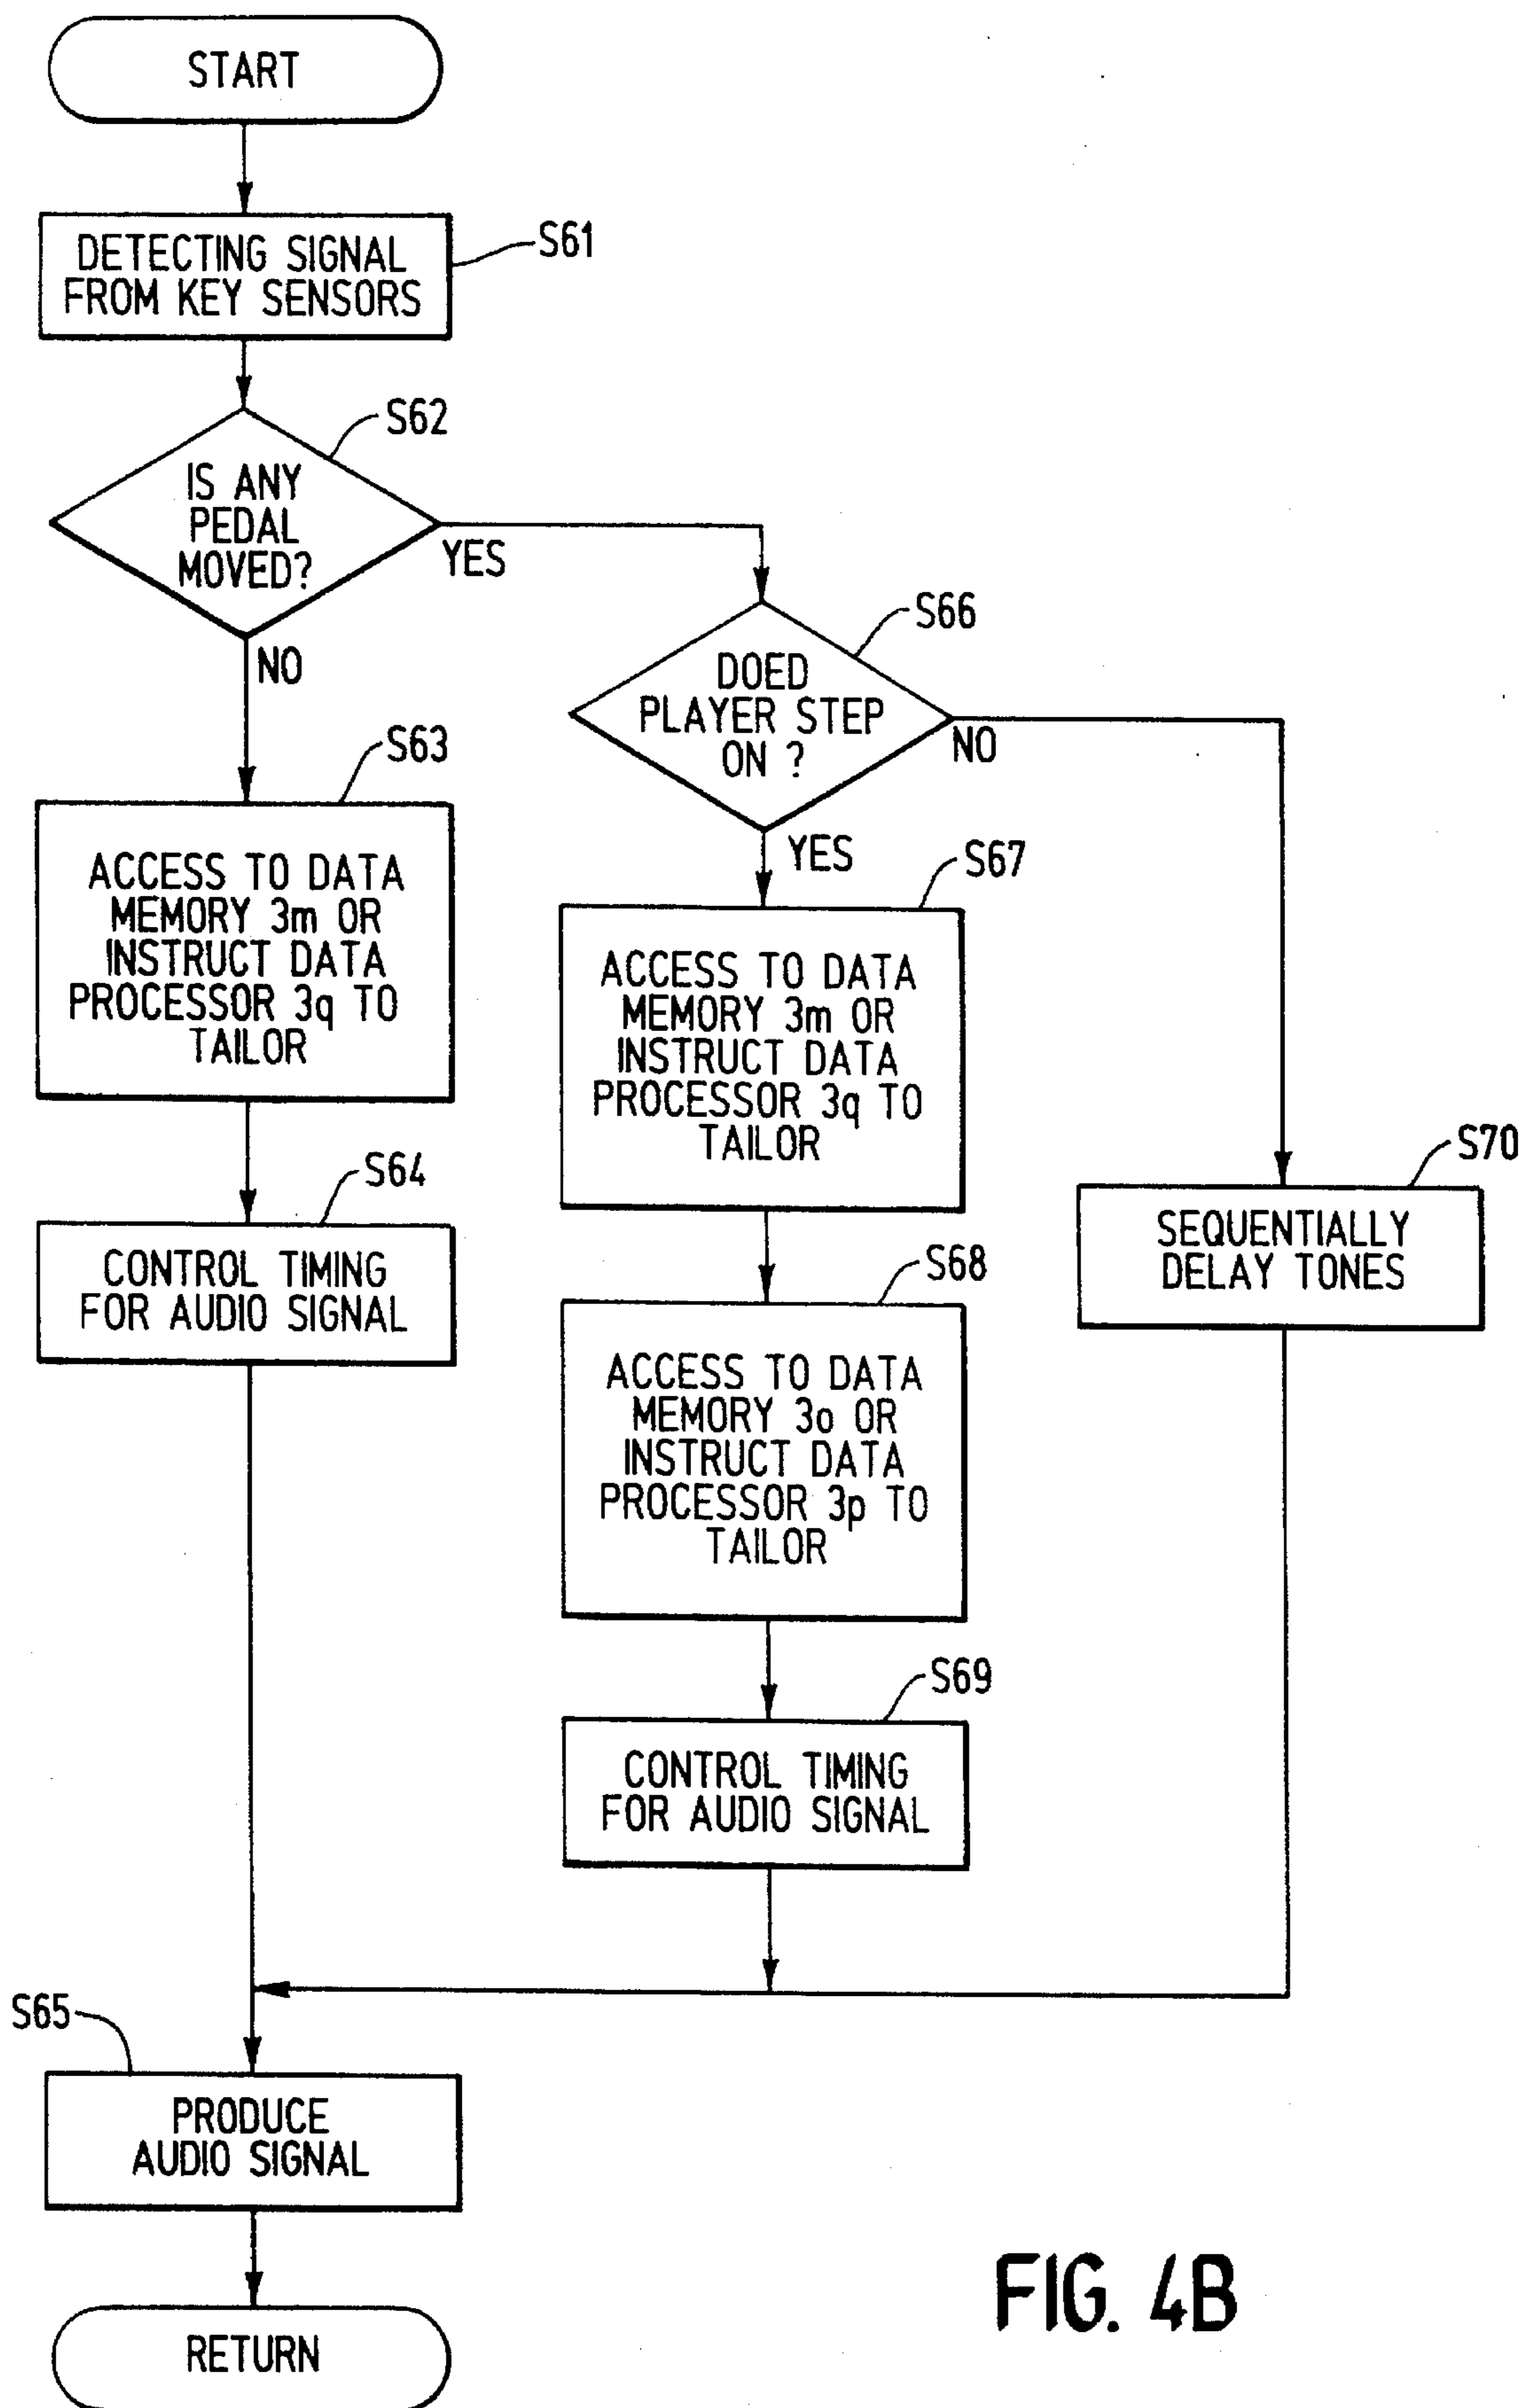 START
DETECTING SIGNAL
FROM KEY SENSORS
S61
S62
IS ANY
PEDAL
MOVED?
YES
NO
S63
ACCESS TO DATA
MEMORY 3m OR
INSTRUCT DATA
PROCESSOR 3q TO
TAILOR
S64
CONTROL TIMING
FOR AUDIO SIGNAL
S66
DOED
PLAYER STEP
ON ?
NO
YES
S67
ACCESS TO DATA
MEMORY 3m OR
INSTRUCT DATA
PROCESSOR 3q TO
TAILOR
S68
ACCESS TO DATA
MEMORY 3o OR
INSTRUCT DATA
PROCESSOR 3p TO
TAILOR
S69
CONTROL TIMING
FOR AUDIO SIGNAL
S70
SEQUENTIALLY
DELAY TONES
S65
PRODUCE
AUDIO SIGNAL
RETURN
FIG. 4B